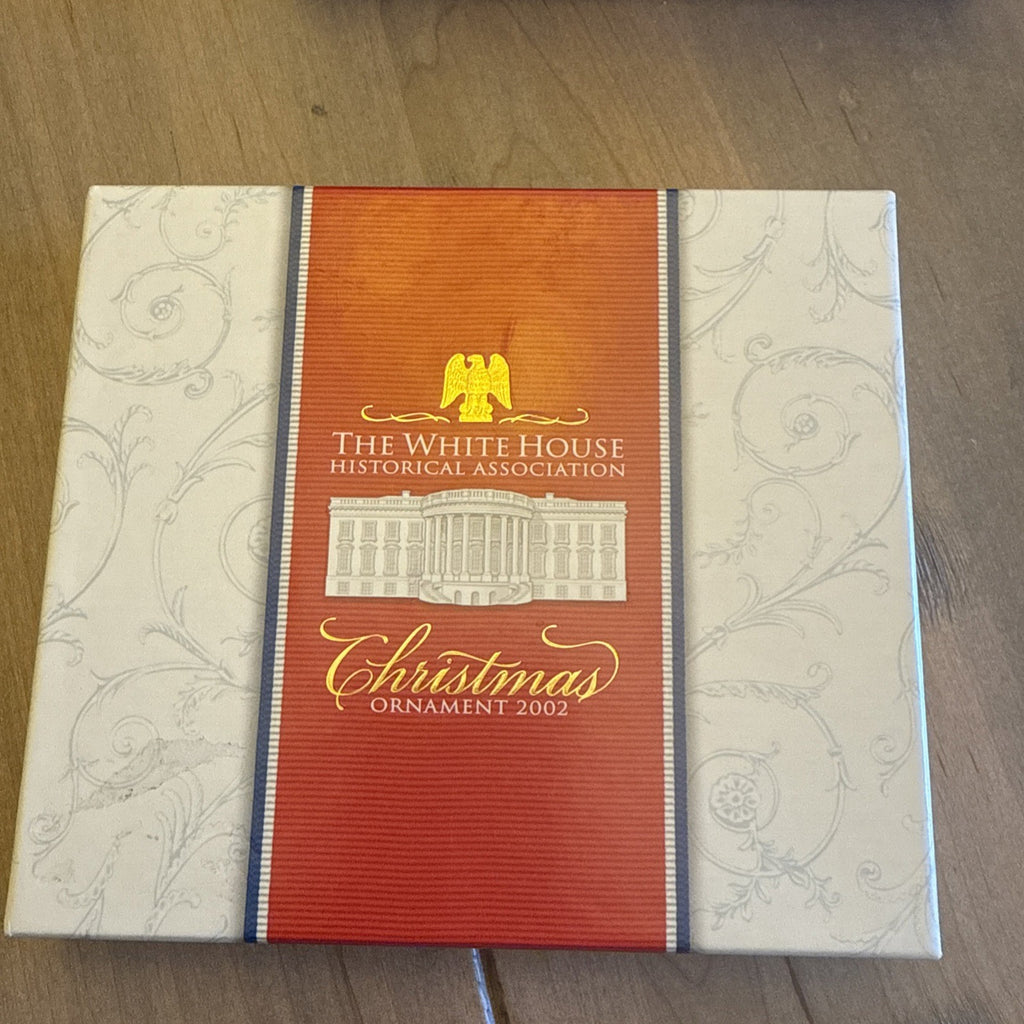 THE WHITE HOUSE
HISTORICAL ASSOCIATION
Christmas
ORNAMENT 2002